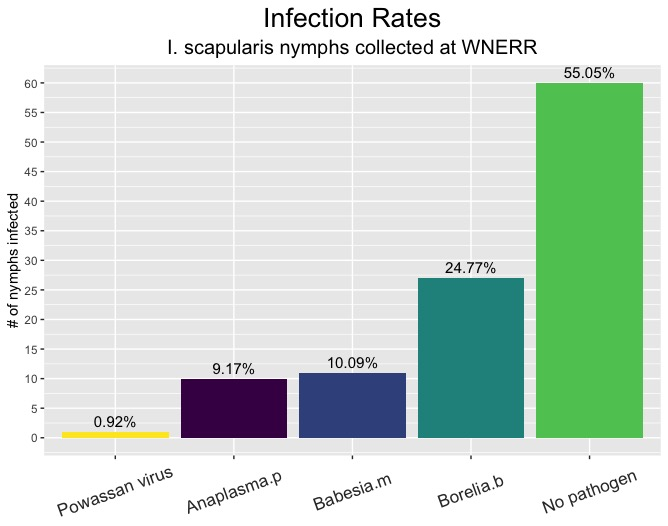 Infection Rates
I. scapularis nymphs collected at WNERR
# of nymphs infected
60
55
50
45
40
35
30
25
20
15
10
5
0
0.92%
9.17%
10.09%
24.77%
55.05%
Powassan virus
Anaplasma.p
Babesia.m
Borelia.b
No pathogen